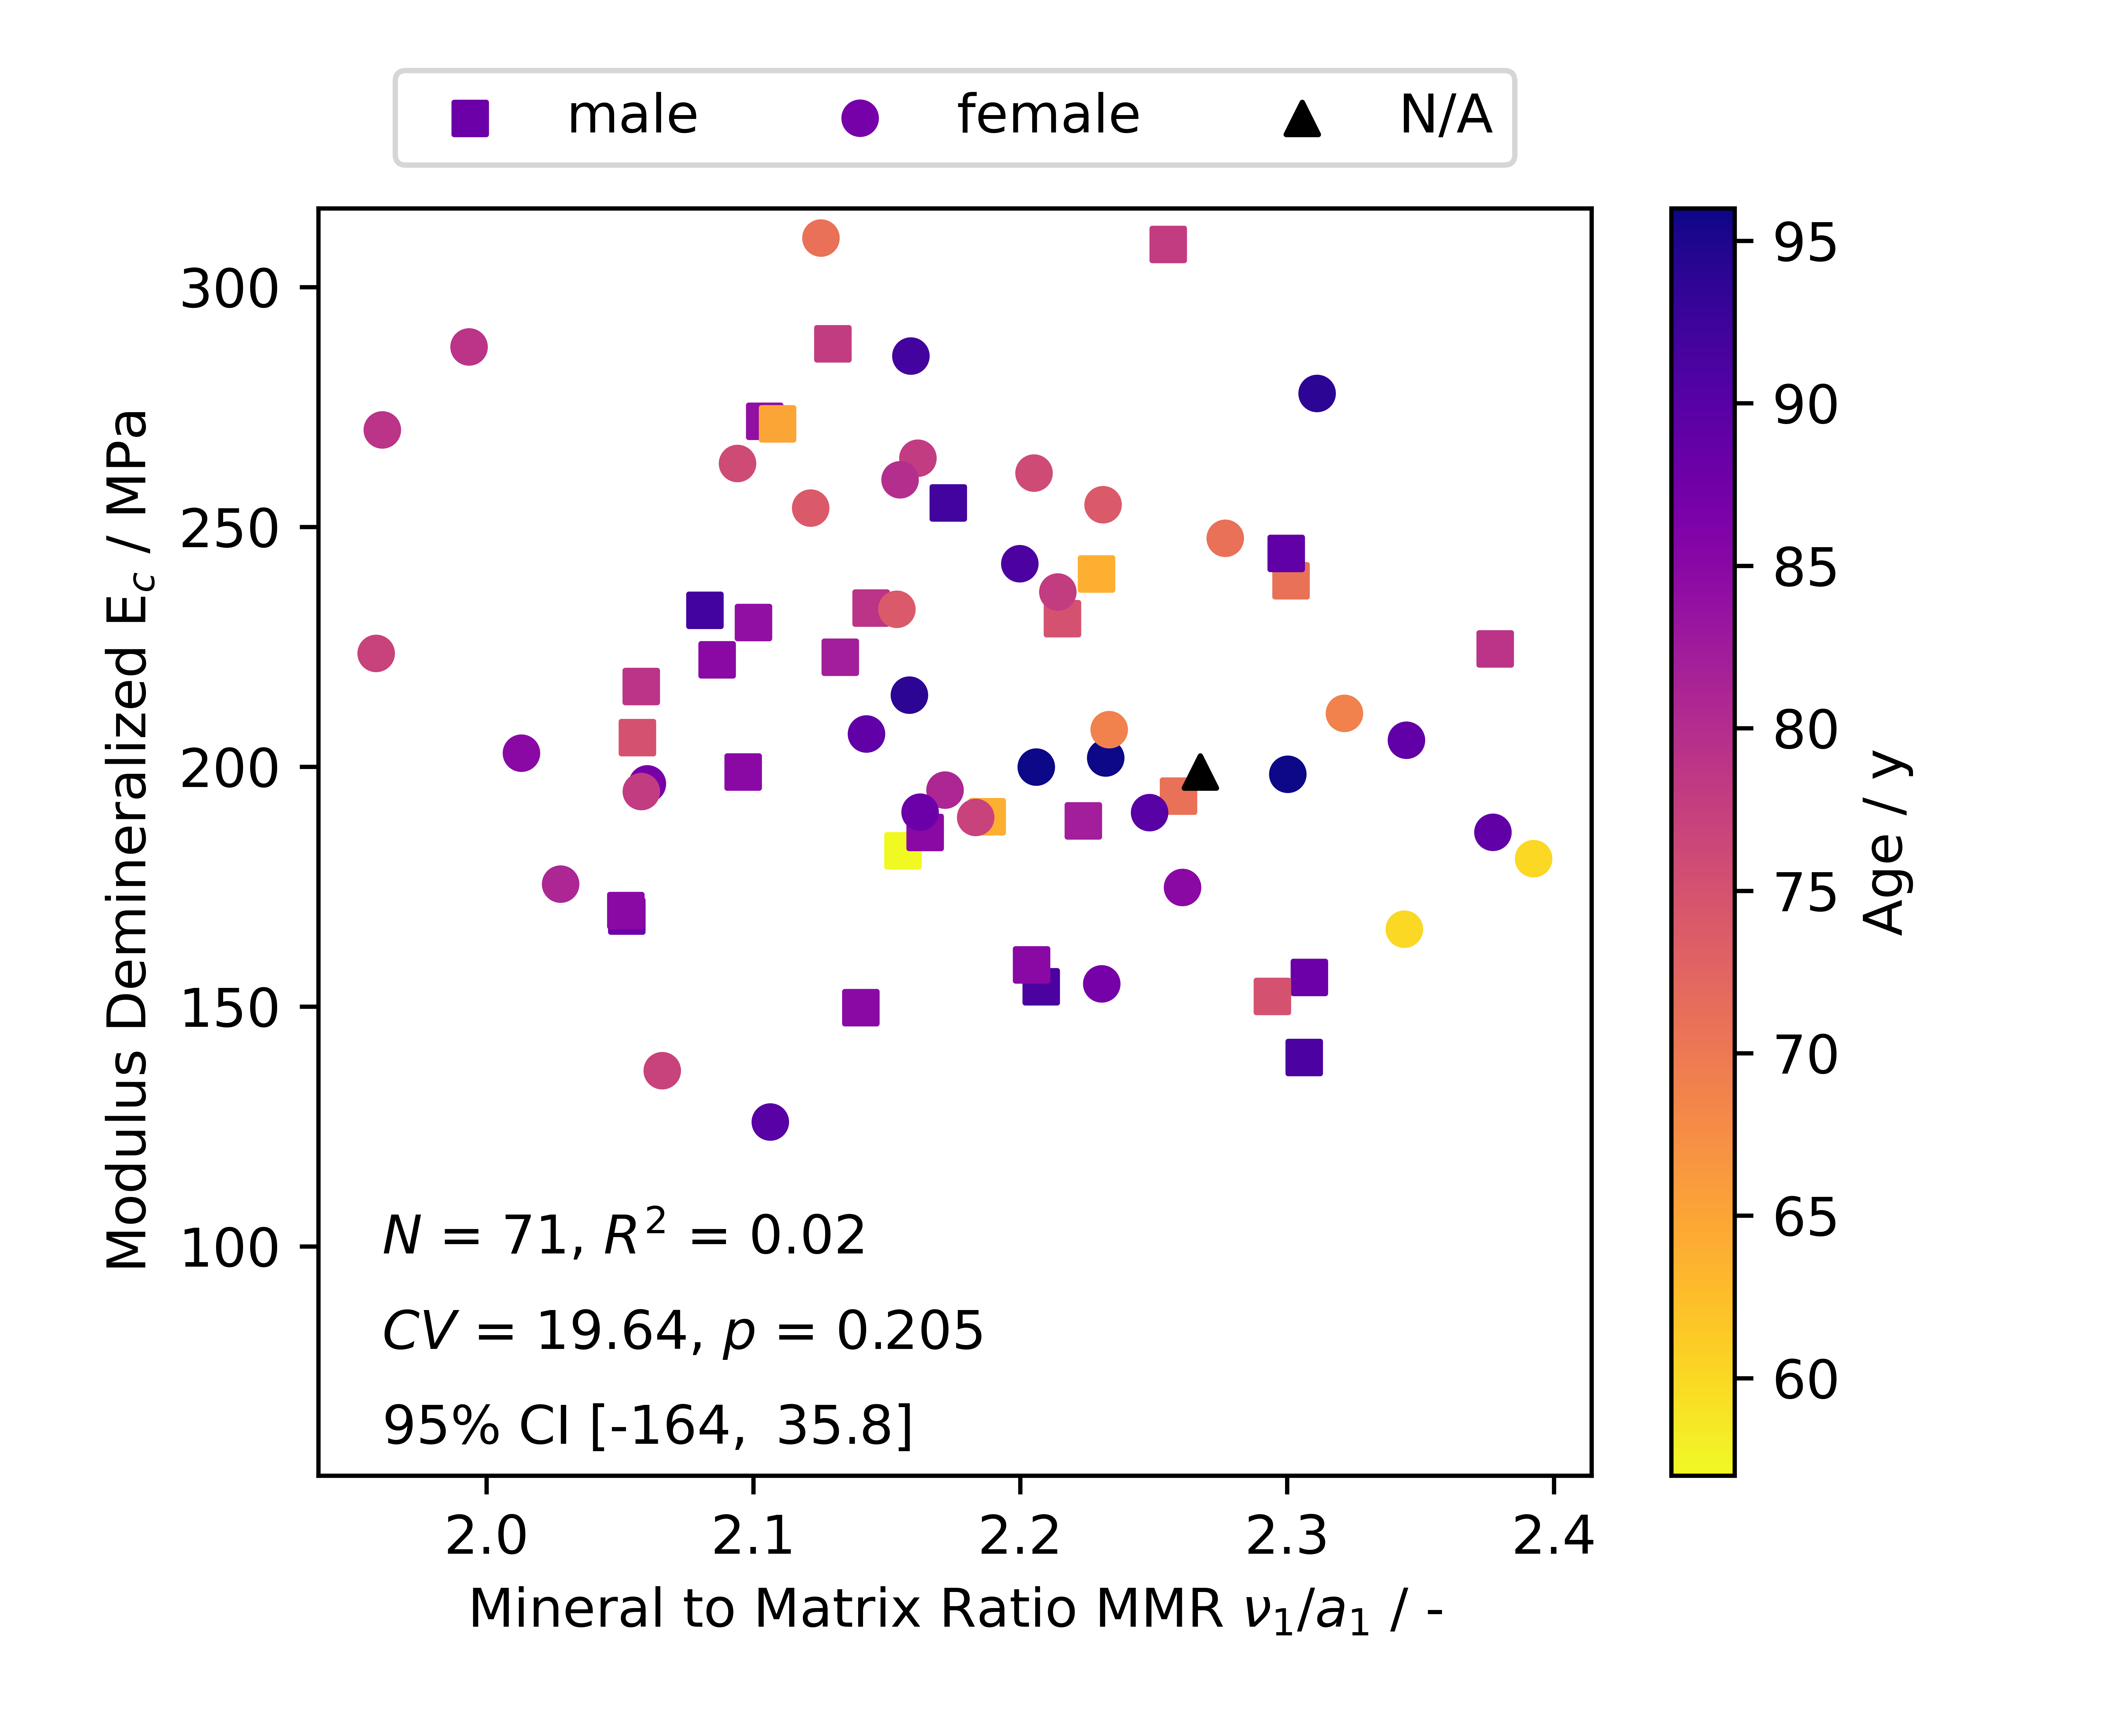 male female N/A
Modulus Demineralized E_c / MPa
300
250
200
150
100
N = 71, R² = 0.02
CV = 19.64, p = 0.205
95% CI [-164, 35.8]
2.0 2.1 2.2 2.3 2.4
Mineral to Matrix Ratio MMR ν₁/a₁ / -
95
90
85
80
75
70
65
60
Age / y